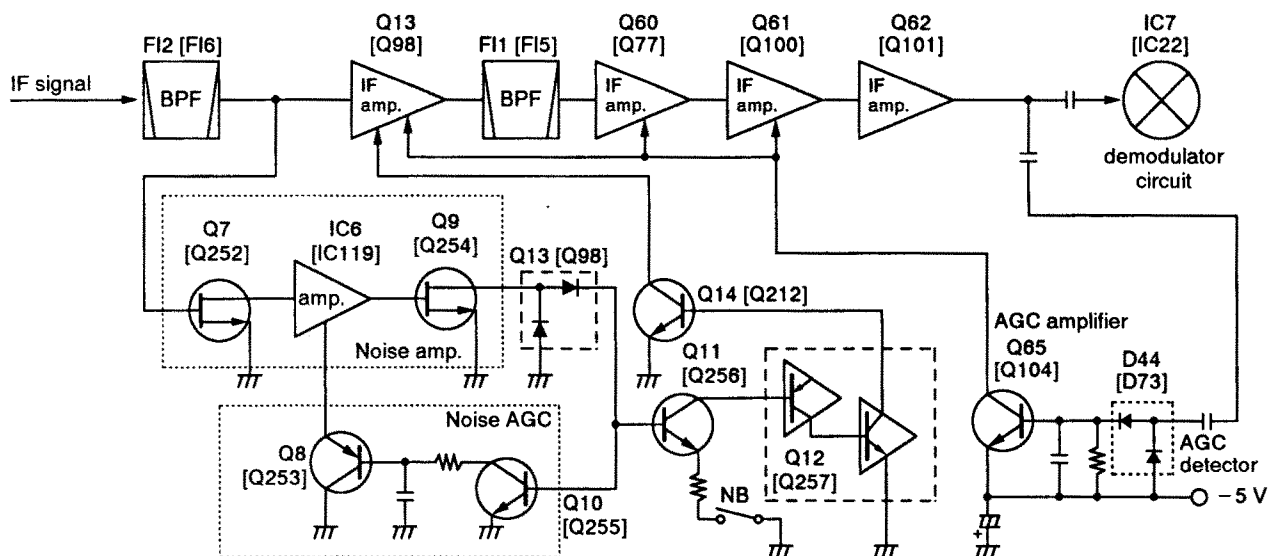 FI2 [FI6]
Q13
[Q98]
FI1 [FI5]
Q60
[Q77]
Q61
[Q100]
Q62
[Q101]
IC7
[IC22]
IF signal
BPF
IF
amp.
BPF
IF
amp.
IF
amp.
IF
amp.
demodulator
circuit
Q7
[Q252]
IC6
[IC119]
Q9
[Q254]
Q13 [Q98]
amp.
Noise amp.
Q14 [Q212]
AGC amplifier
Q65
[Q104]
D44
[D73]
Q11
[Q256]
Noise AGC
Q8
[Q253]
Q10
[Q255]
NB
Q12
[Q257]
AGC
detector
−5 V
+